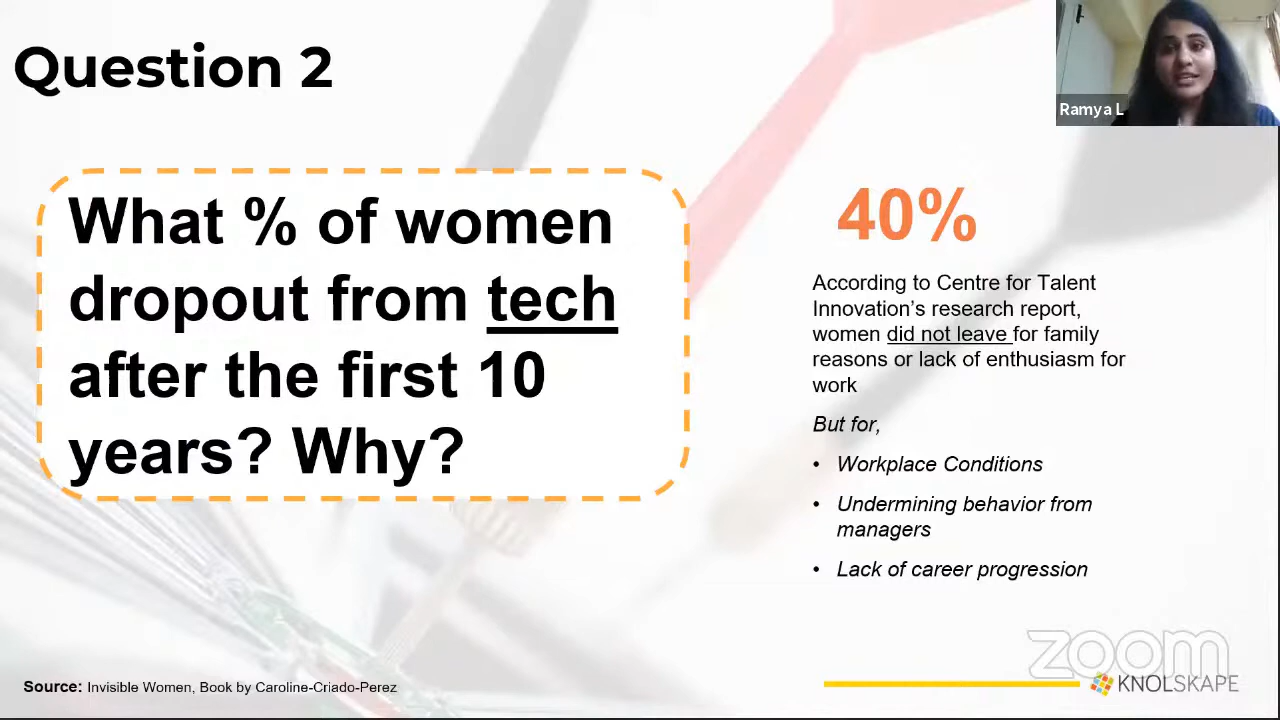 Question 2
Ramya L
What % of women
dropout from tech
after the first 10
years? Why?
40%
According to Centre for Talent
Innovation's research report,
women did not leave for family
reasons or lack of enthusiasm for
work
But for,
• Workplace Conditions
• Undermining behavior from
managers
• Lack of career progression
zoom
Source: Invisible Women, Book by Caroline-Criado-Perez
KNOLSKAPE